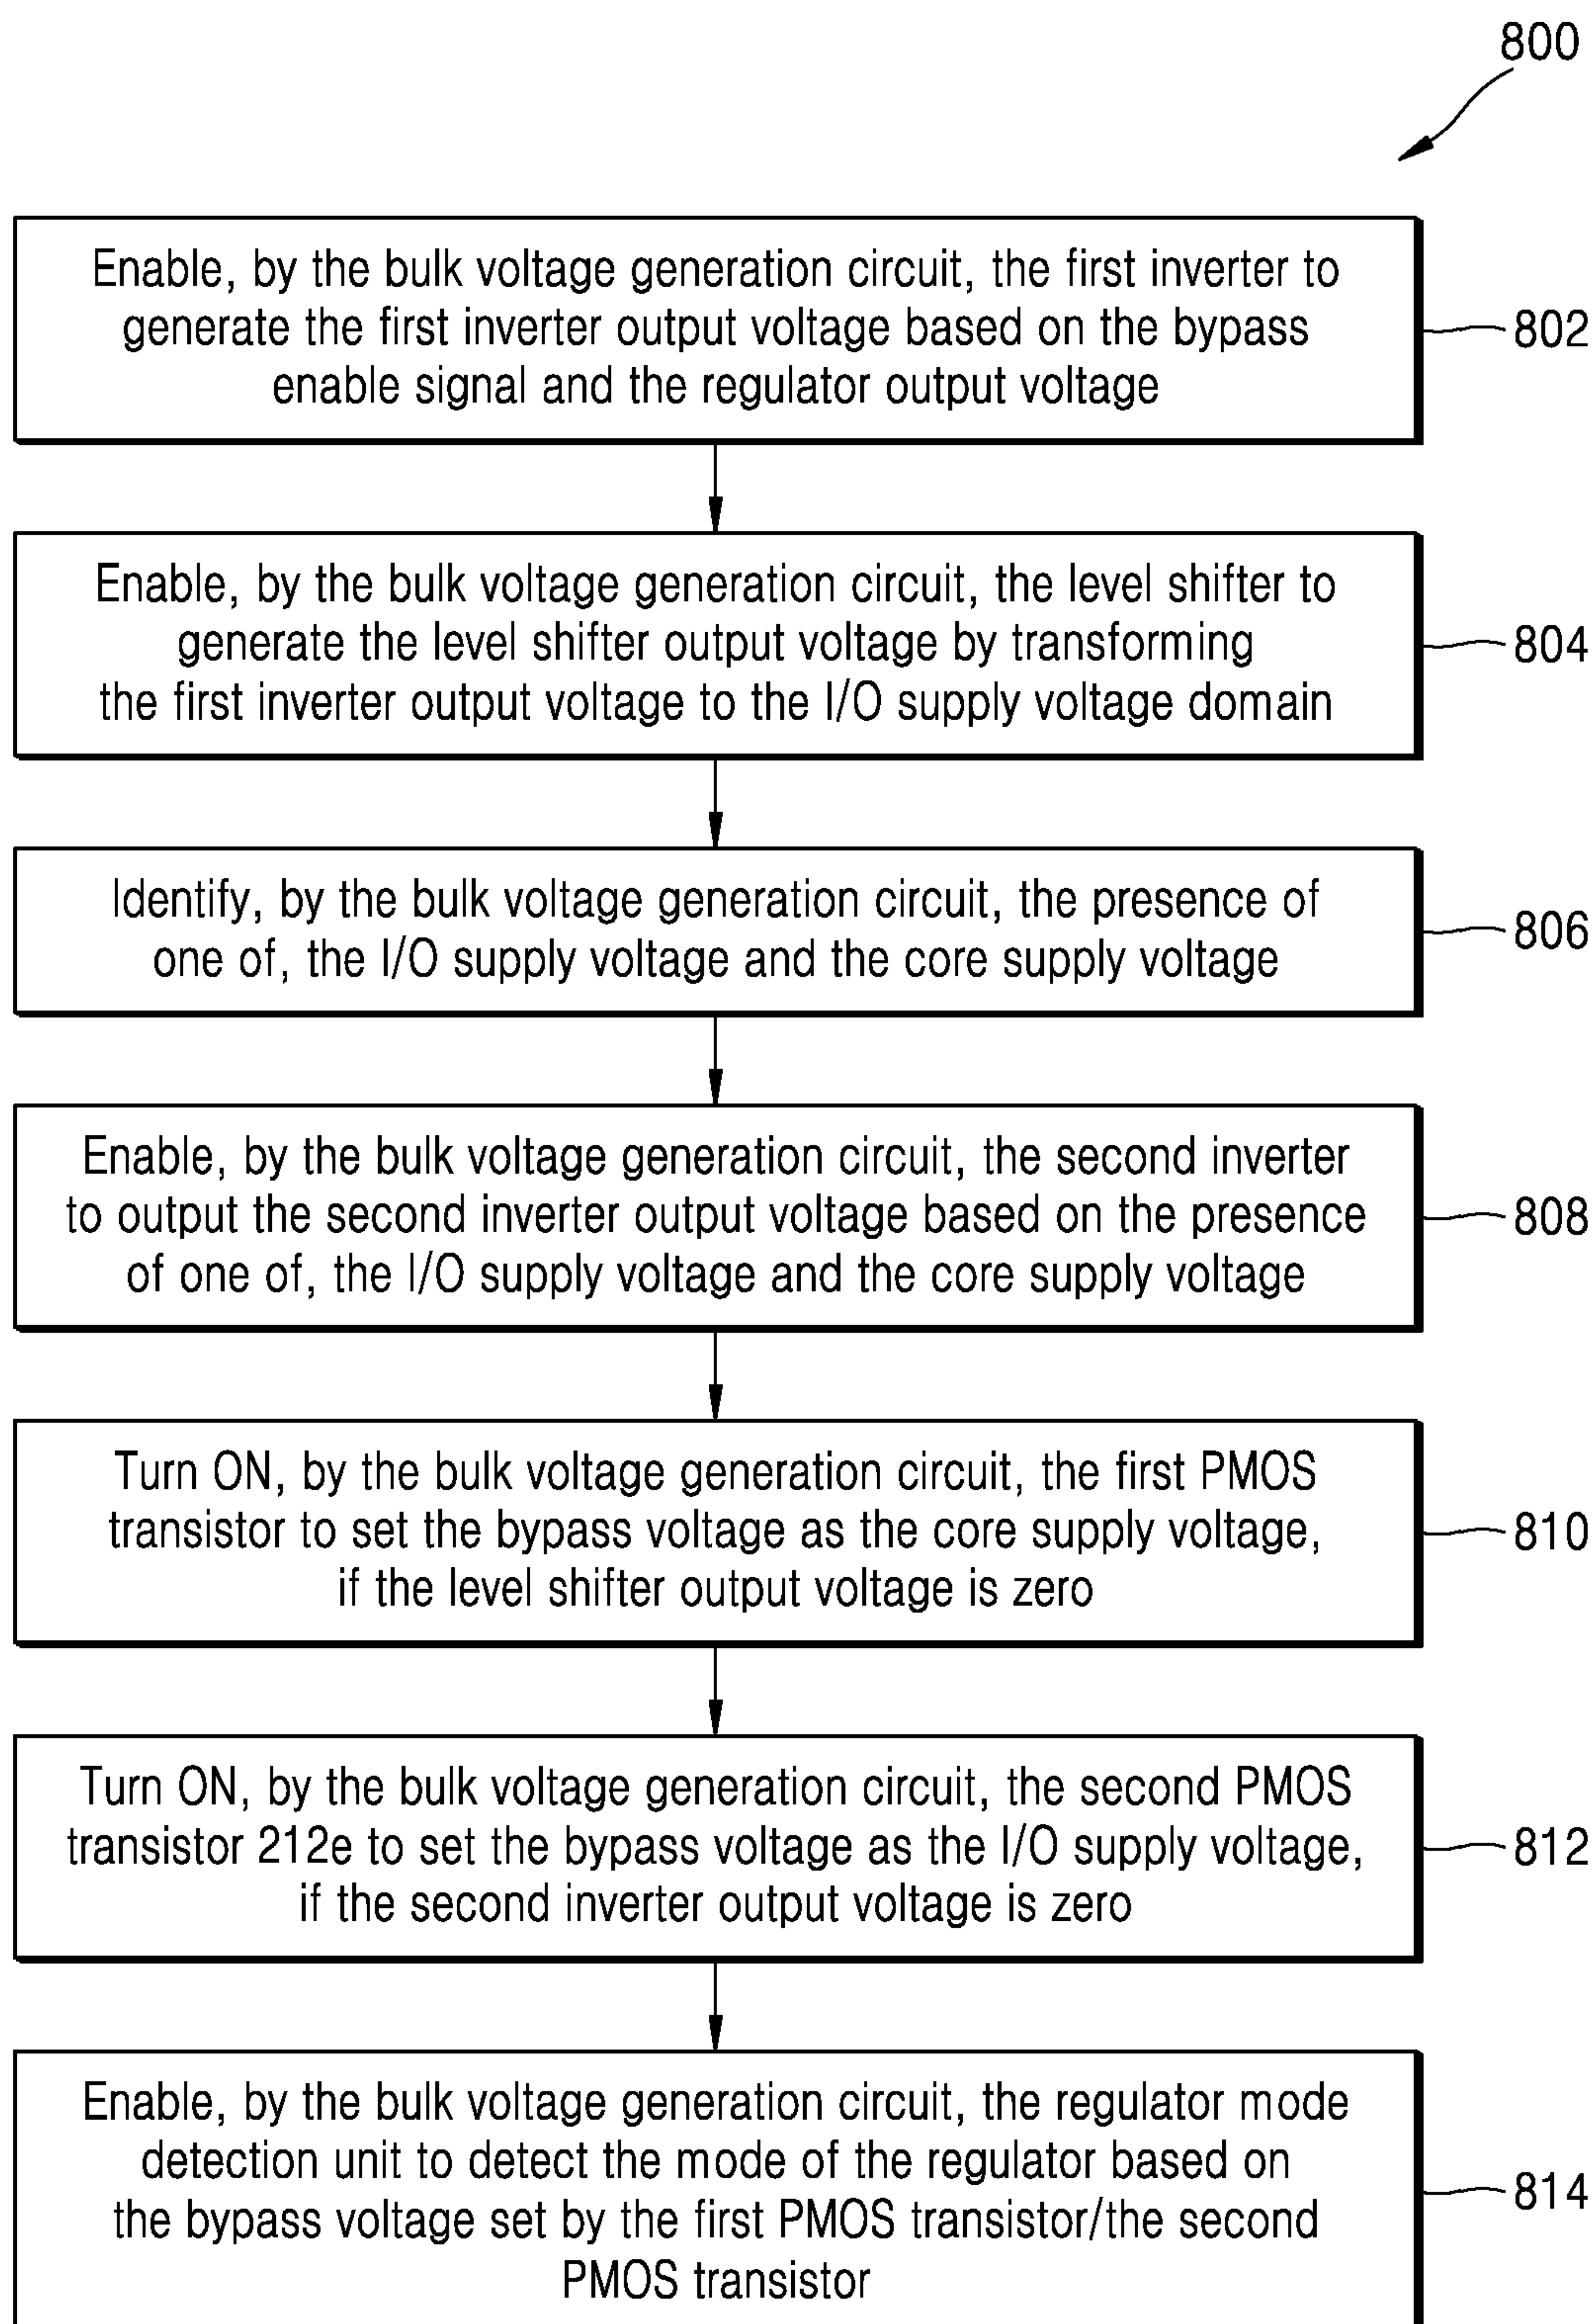 800
Enable, by the bulk voltage generation circuit, the first inverter to
generate the first inverter output voltage based on the bypass
enable signal and the regulator output voltage
802
Enable, by the bulk voltage generation circuit, the level shifter to
generate the level shifter output voltage by transforming
the first inverter output voltage to the I/O supply voltage domain
804
Identify, by the bulk voltage generation circuit, the presence of
one of, the I/O supply voltage and the core supply voltage
806
Enable, by the bulk voltage generation circuit, the second inverter
to output the second inverter output voltage based on the presence
of one of, the I/O supply voltage and the core supply voltage
808
Turn ON, by the bulk voltage generation circuit, the first PMOS
transistor to set the bypass voltage as the core supply voltage,
if the level shifter output voltage is zero
810
Turn ON, by the bulk voltage generation circuit, the second PMOS
transistor 212e to set the bypass voltage as the I/O supply voltage,
if the second inverter output voltage is zero
812
Enable, by the bulk voltage generation circuit, the regulator mode
detection unit to detect the mode of the regulator based on
the bypass voltage set by the first PMOS transistor/the second
PMOS transistor
814